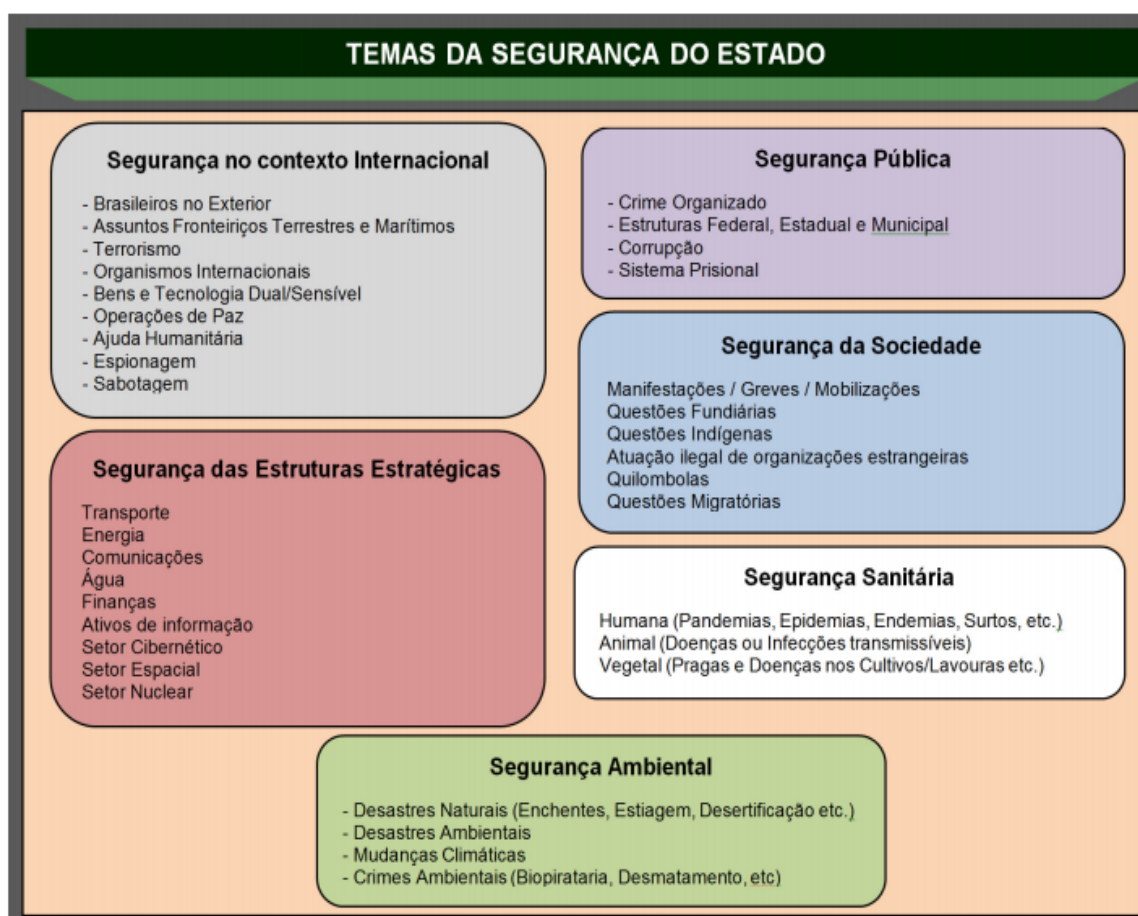 TEMAS DA SEGURANÇA DO ESTADO
Segurança no contexto Internacional
- Brasileiros no Exterior
- Assuntos Fronteiriços Terrestres e Marítimos
- Terrorismo
- Organismos Internacionais
- Bens e Tecnologia Dual/Sensível
- Operações de Paz
- Ajuda Humanitária
- Espionagem
- Sabotagem
Segurança Pública
- Crime Organizado
- Estruturas Federal, Estadual e Municipal
- Corrupção
- Sistema Prisional
Segurança da Sociedade
Manifestações / Greves / Mobilizações
Questões Fundiárias
Questões Indígenas
Atuação ilegal de organizações estrangeiras
Quilombolas
Questões Migratórias
Segurança das Estruturas Estratégicas
Transporte
Energia
Comunicações
Água
Finanças
Ativos de informação
Setor Cibernético
Setor Espacial
Setor Nuclear
Segurança Sanitária
Humana (Pandemias, Epidemias, Endemias, Surtos, etc.)
Animal (Doenças ou Infecções transmissíveis)
Vegetal (Pragas e Doenças nos Cultivos/Lavouras etc.)
Segurança Ambiental
- Desastres Naturais (Enchentes, Estiagem, Desertificação etc.)
- Desastres Ambientais
- Mudanças Climáticas
- Crimes Ambientais (Biopirataria, Desmatamento, etc)